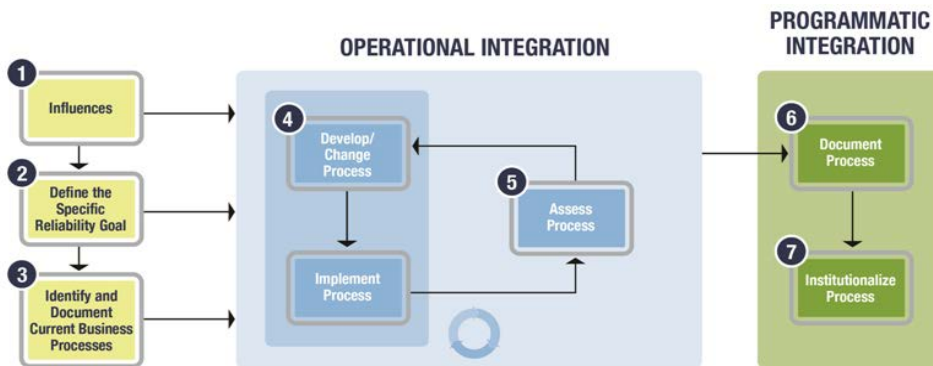 OPERATIONAL INTEGRATION
PROGRAMMATIC
INTEGRATION
1
Influences
2
Define the
Specific
Reliability Goal
3
Identify and
Document
Current Business
Processes
4
Develop/
Change
Process
Implement
Process
5
Assess
Process
6
Document
Process
7
Institutionalize
Process